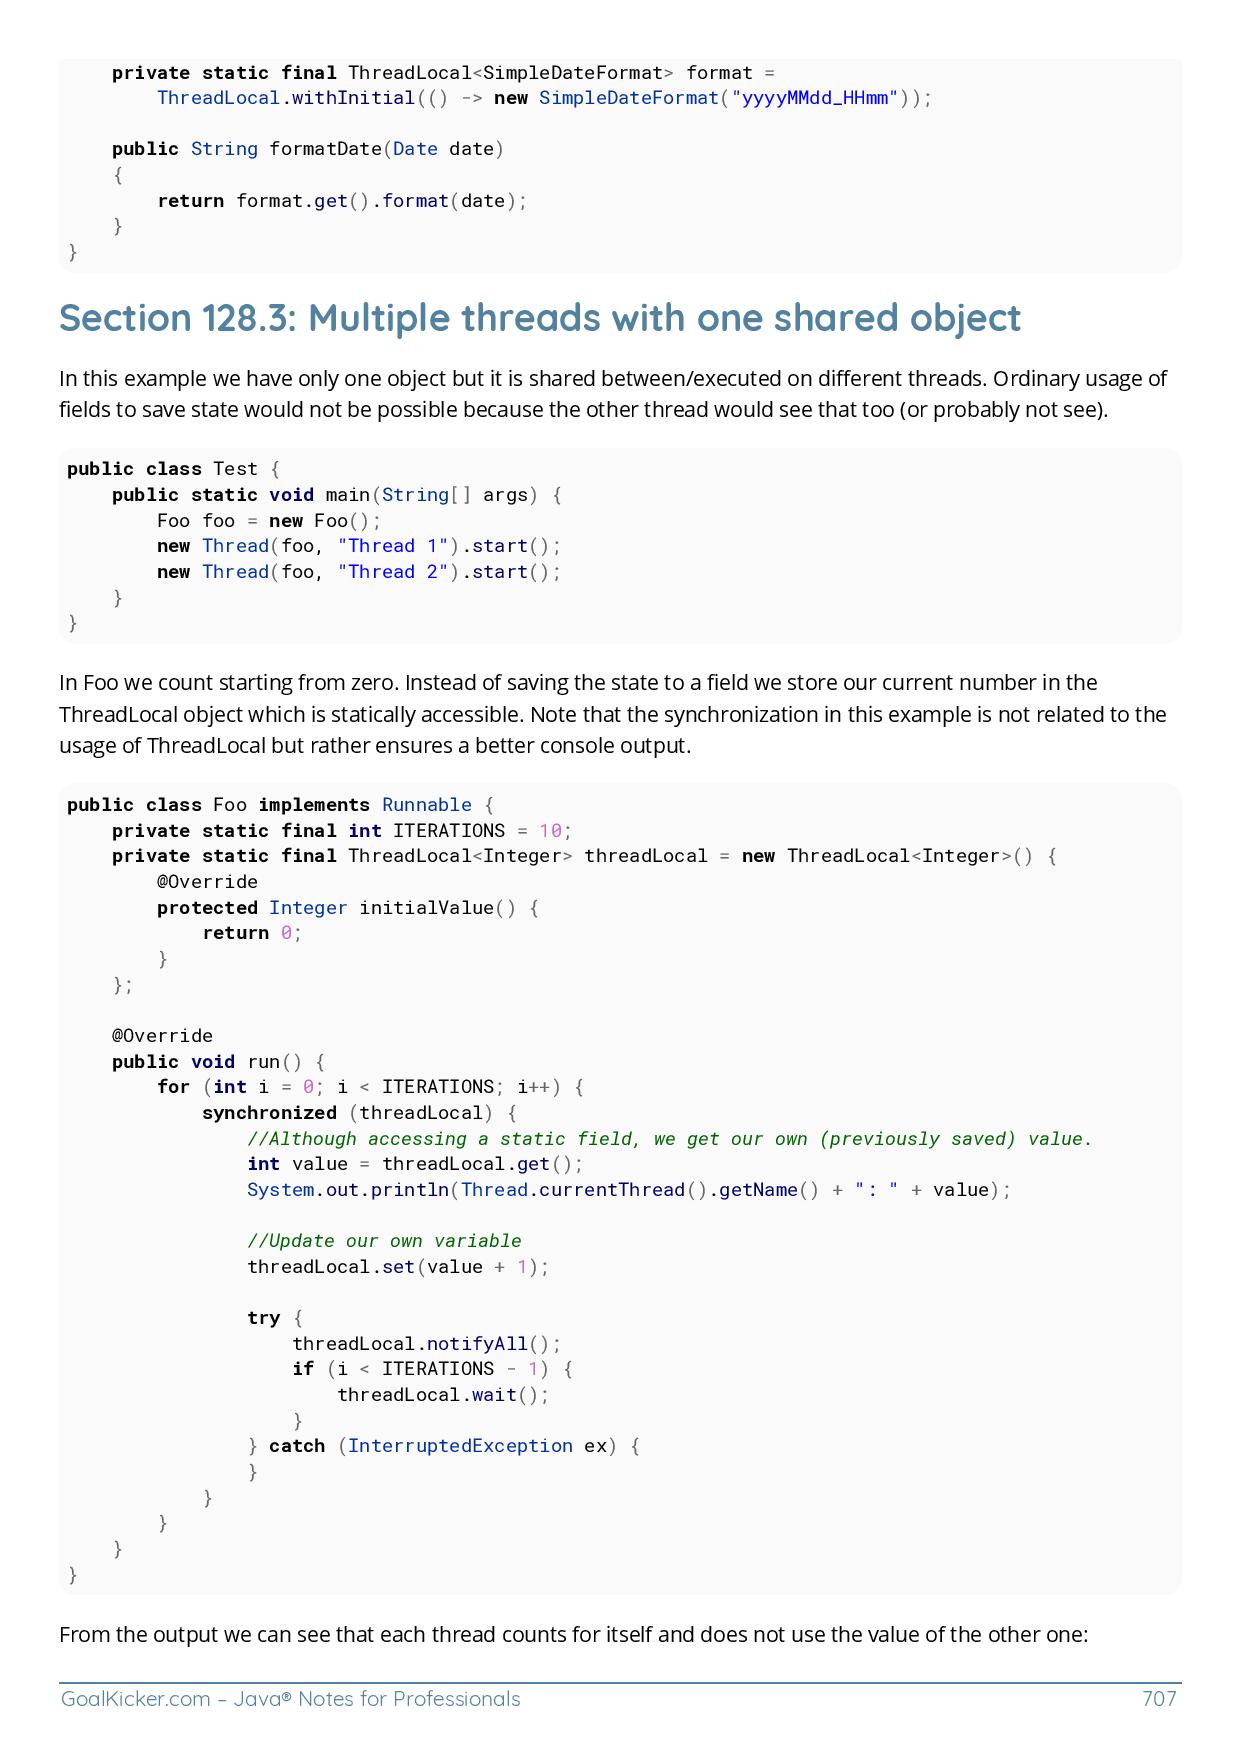 private static final ThreadLocal<SimpleDateFormat> format =
        ThreadLocal.withInitial(() -> new SimpleDateFormat("yyyyMMdd_HHmm"));

    public String formatDate(Date date)
    {
        return format.get().format(date);
    }
}
Section 128.3: Multiple threads with one shared object
In this example we have only one object but it is shared between/executed on different threads. Ordinary usage of
fields to save state would not be possible because the other thread would see that too (or probably not see).
public class Test {
    public static void main(String[] args) {
        Foo foo = new Foo();
        new Thread(foo, "Thread 1").start();
        new Thread(foo, "Thread 2").start();
    }
}
In Foo we count starting from zero. Instead of saving the state to a field we store our current number in the
ThreadLocal object which is statically accessible. Note that the synchronization in this example is not related to the
usage of ThreadLocal but rather ensures a better console output.
public class Foo implements Runnable {
    private static final int ITERATIONS = 10;
    private static final ThreadLocal<Integer> threadLocal = new ThreadLocal<Integer>() {
        @Override
        protected Integer initialValue() {
            return 0;
        }
    };

    @Override
    public void run() {
        for (int i = 0; i < ITERATIONS; i++) {
            synchronized (threadLocal) {
                //Although accessing a static field, we get our own (previously saved) value.
                int value = threadLocal.get();
                System.out.println(Thread.currentThread().getName() + ": " + value);

                //Update our own variable
                threadLocal.set(value + 1);

                try {
                    threadLocal.notifyAll();
                    if (i < ITERATIONS - 1) {
                        threadLocal.wait();
                    }
                } catch (InterruptedException ex) {
                }
            }
        }
    }
}
From the output we can see that each thread counts for itself and does not use the value of the other one:
GoalKicker.com – Java® Notes for Professionals 707